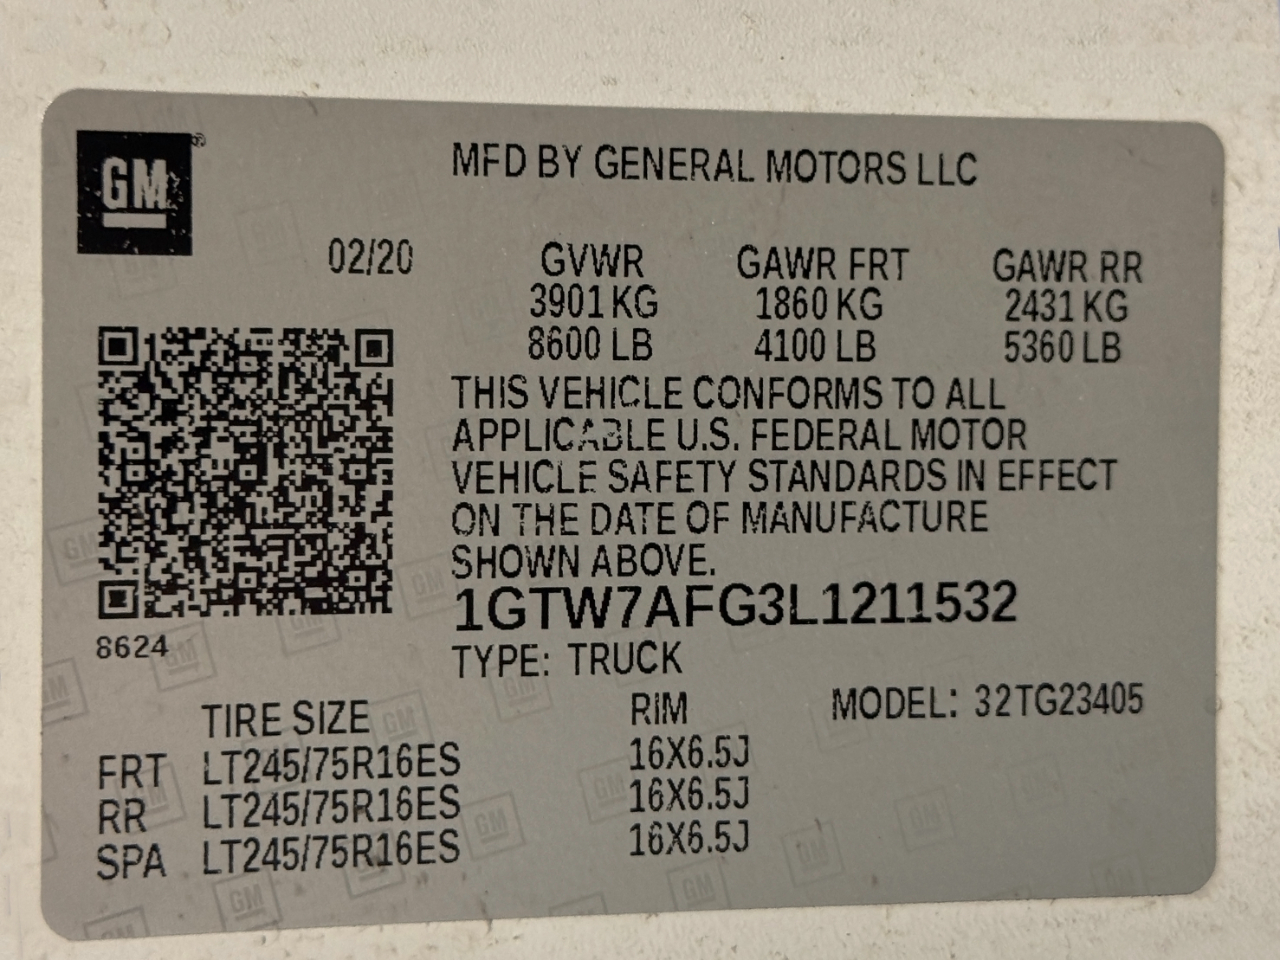 GM®
MFD BY GENERAL MOTORS LLC
02/20 GVWR GAWR FRT GAWR RR
3901 KG 1860 KG 2431 KG
8600 LB 4100 LB 5360 LB
THIS VEHICLE CONFORMS TO ALL
APPLICABLE U.S. FEDERAL MOTOR
VEHICLE SAFETY STANDARDS IN EFFECT
ON THE DATE OF MANUFACTURE
SHOWN ABOVE.
1GTW7AFG3L1211532
8624
TYPE: TRUCK
TIRE SIZE RIM MODEL: 32TG23405
FRT LT245/75R16ES 16X6.5J
RR LT245/75R16ES 16X6.5J
SPA LT245/75R16ES 16X6.5J